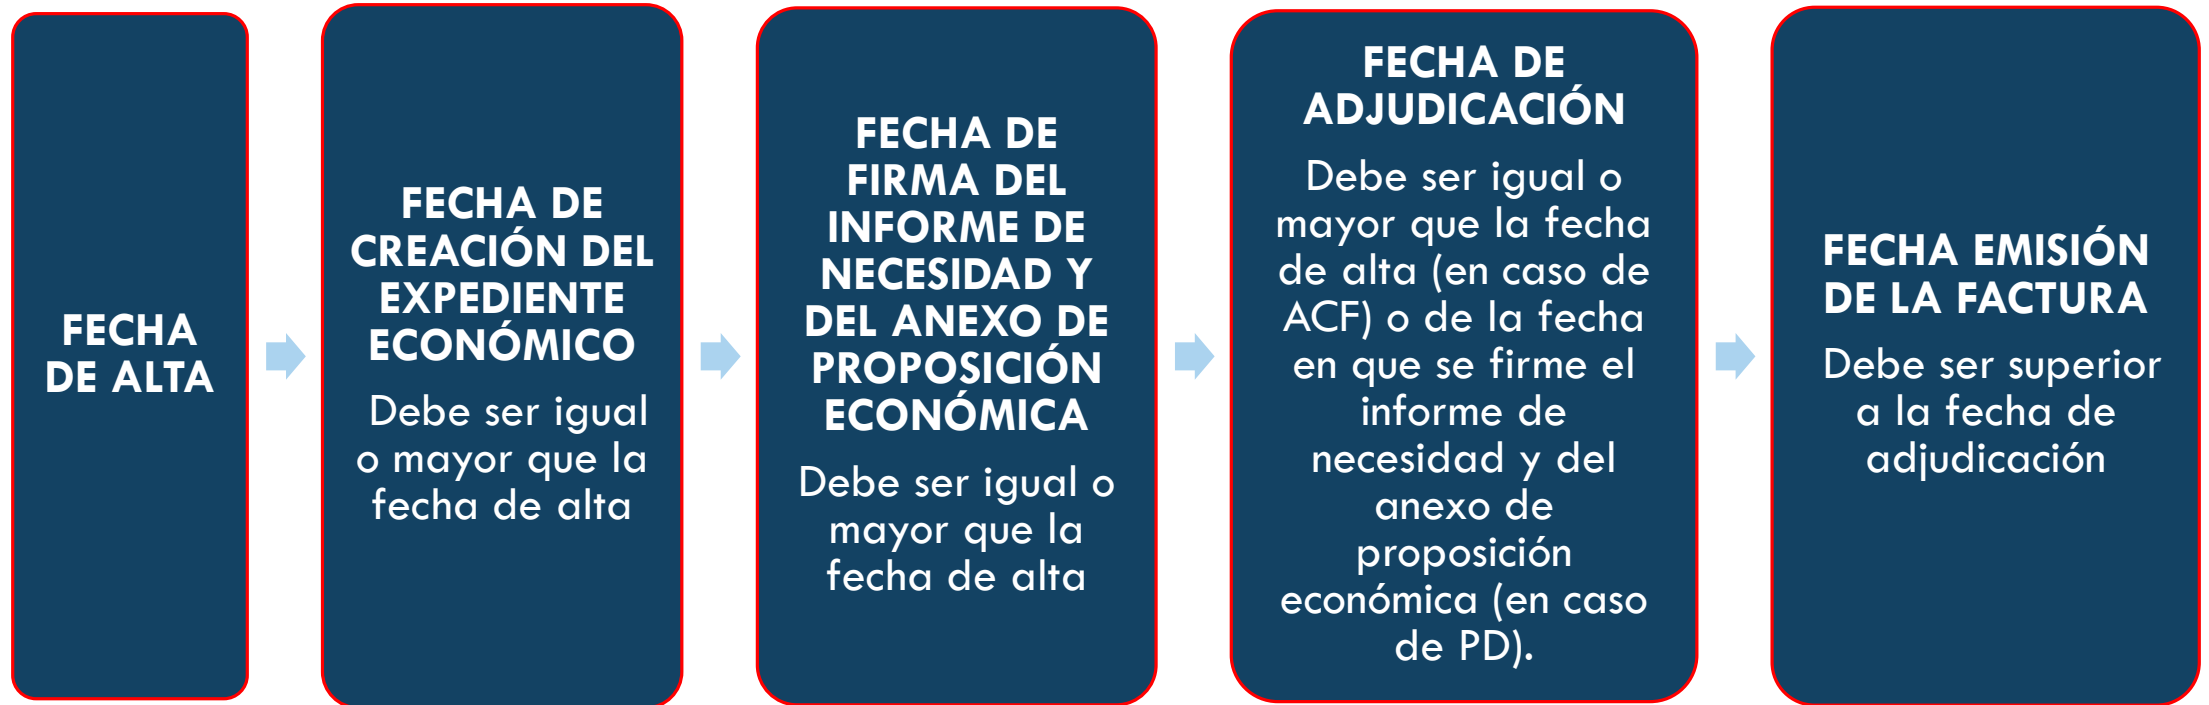 FECHA
DE ALTA
FECHA DE
CREACIÓN DEL
EXPEDIENTE
ECONÓMICO
Debe ser igual
o mayor que la
fecha de alta
FECHA DE
FIRMA DEL
INFORME DE
NECESIDAD Y
DEL ANEXO DE
PROPOSICIÓN
ECONÓMICA
Debe ser igual o
mayor que la
fecha de alta
FECHA DE
ADJUDICACIÓN
Debe ser igual o
mayor que la fecha
de alta (en caso de
ACF) o de la fecha
en que se firme el
informe de
necesidad y del
anexo de
proposición
económica (en caso
de PD).
FECHA EMISIÓN
DE LA FACTURA
Debe ser superior
a la fecha de
adjudicación